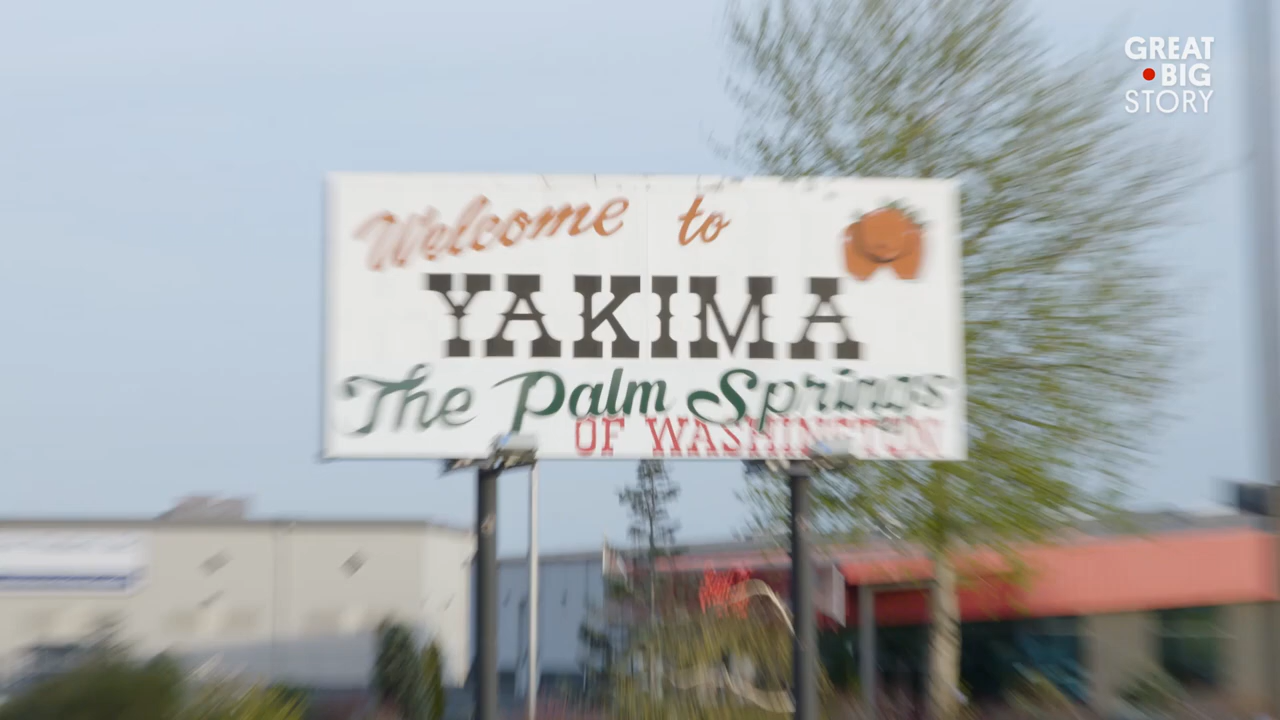 GREAT
BIG
STORY
Welcome to
YAKIMA
The Palm Springs
OF WASHINGTON